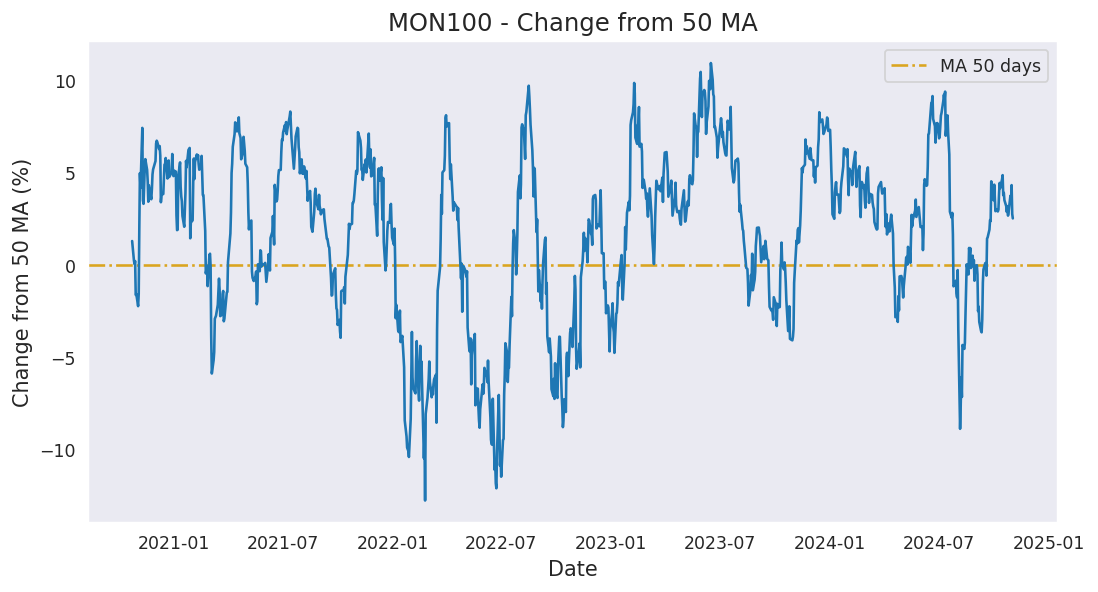 MON100 - Change from 50 MA
MA 50 days
Change from 50 MA (%)
10
5
0
−5
−10
2021-01 2021-07 2022-01 2022-07 2023-01 2023-07 2024-01 2024-07 2025-01
Date